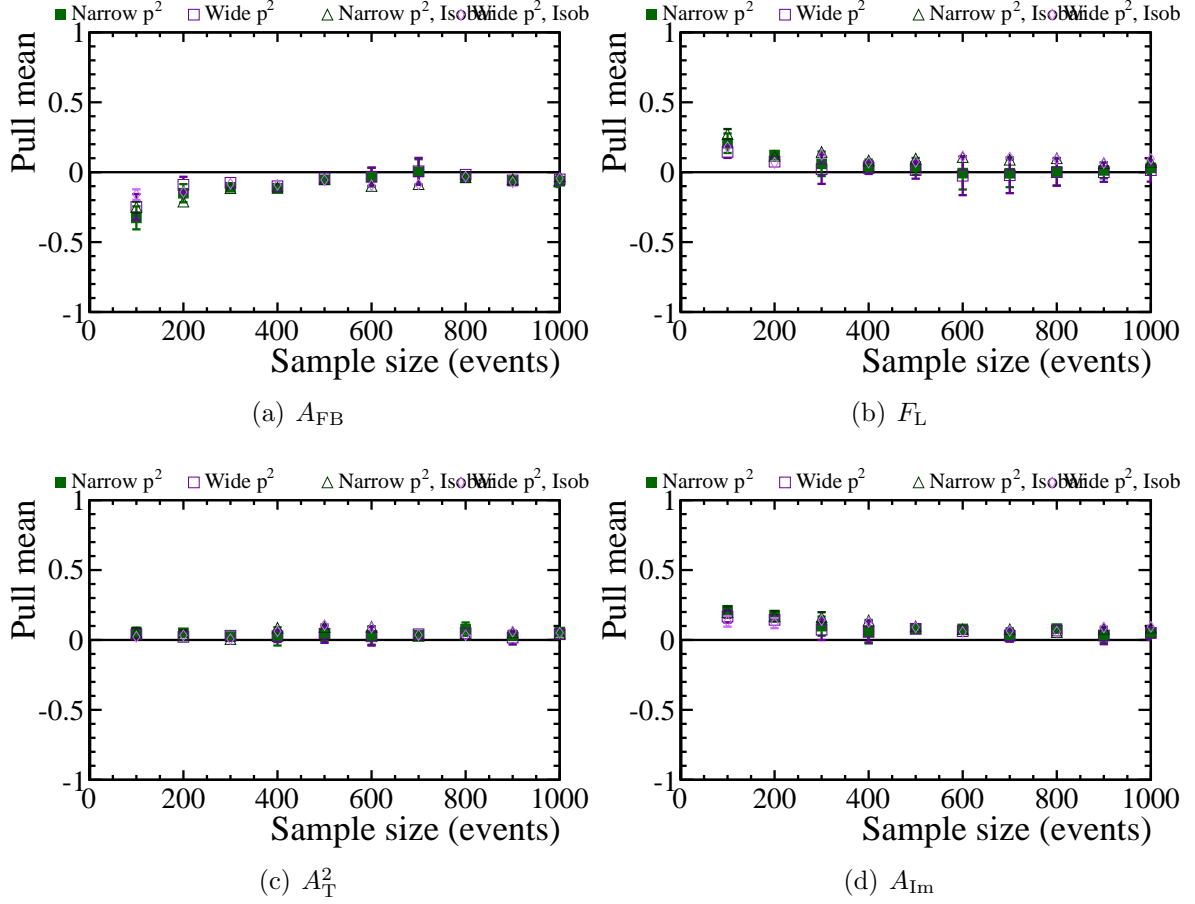 ■ Narrow p² □ Wide p² △ Narrow p², Isobar ◊ Wide p², Isob
■ Narrow p² □ Wide p² △ Narrow p², Isobar ◊ Wide p², Isob
Pull mean
1
0.5
0
-0.5
-1
0 200 400 600 800 1000
Sample size (events)
(a) A_FB
Pull mean
1
0.5
0
-0.5
-1
0 200 400 600 800 1000
Sample size (events)
(b) F_L
■ Narrow p² □ Wide p² △ Narrow p², Isobar ◊ Wide p², Isob
■ Narrow p² □ Wide p² △ Narrow p², Isobar ◊ Wide p², Isob
Pull mean
1
0.5
0
-0.5
-1
0 200 400 600 800 1000
Sample size (events)
(c) A_T^2
Pull mean
1
0.5
0
-0.5
-1
0 200 400 600 800 1000
Sample size (events)
(d) A_Im